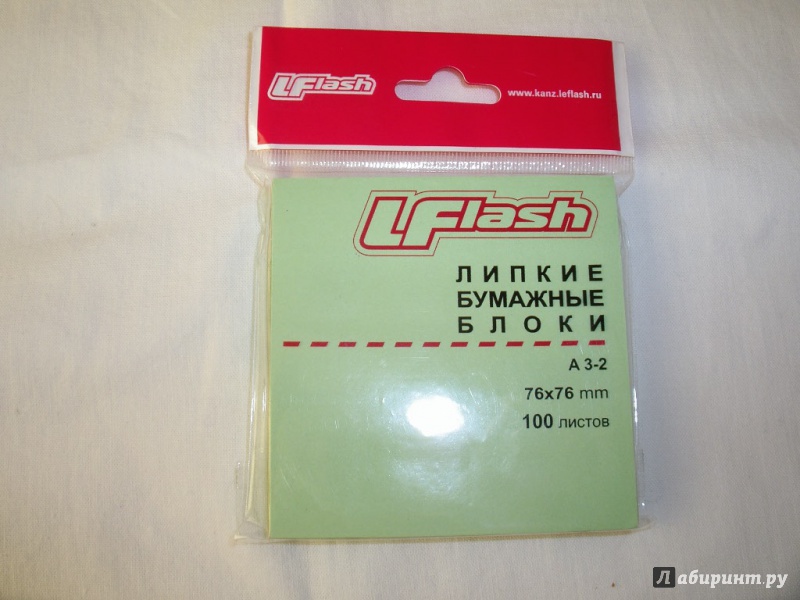 LFlash
www.kanz.leflash.ru
LFlash
ЛИПКИЕ
БУМАЖНЫЕ
БЛОКИ
А 3-2
76x76 mm
100 листов
Лабиринт.ру